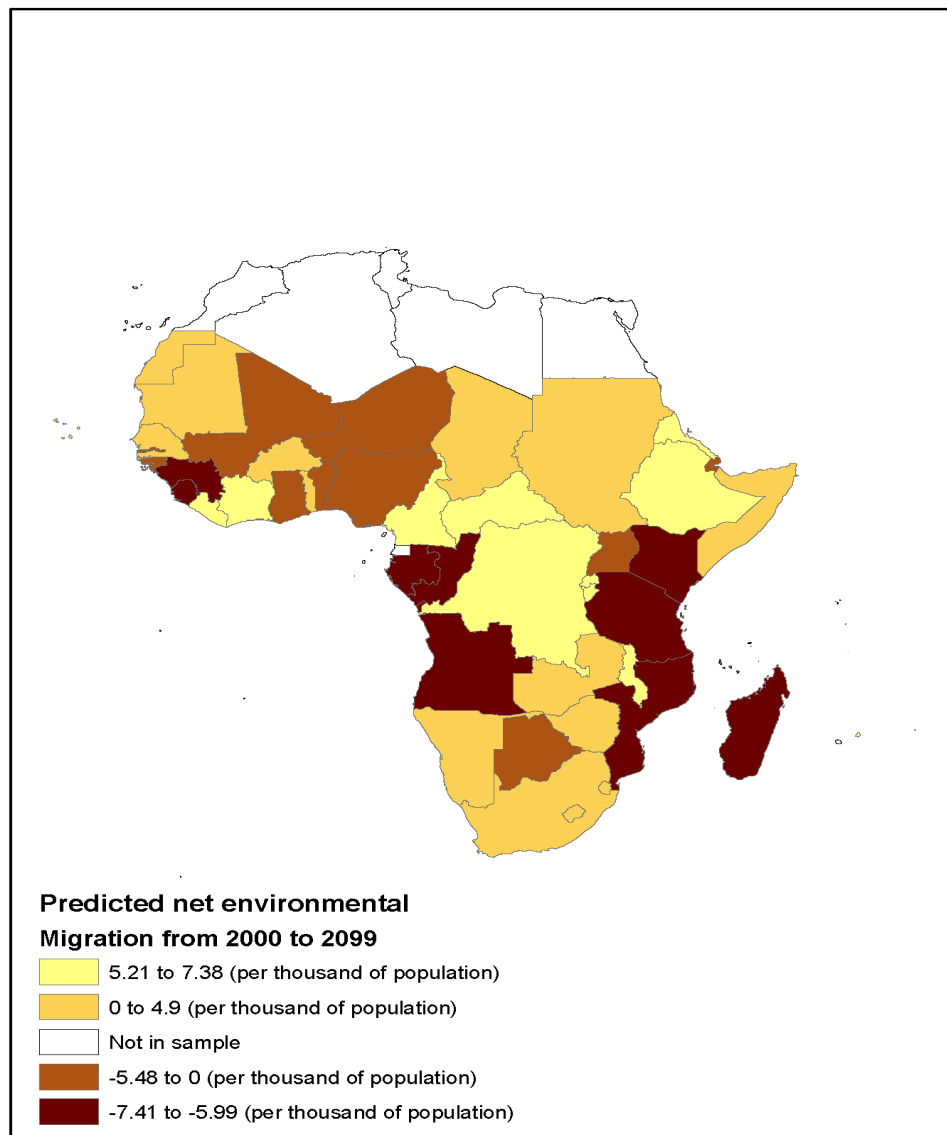 Predicted net environmental
Migration from 2000 to 2099
5.21 to 7.38 (per thousand of population)
0 to 4.9 (per thousand of population)
Not in sample
-5.48 to 0 (per thousand of population)
-7.41 to -5.99 (per thousand of population)